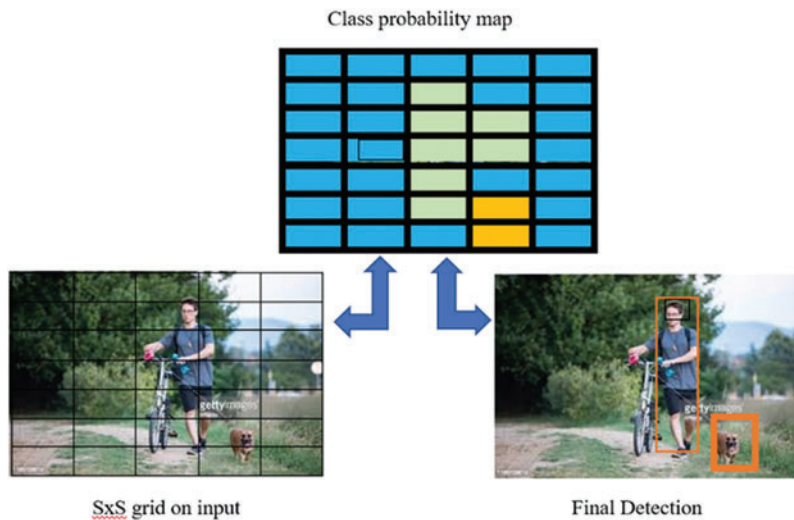 Class probability map
gettyimages
gettyimages
SxS grid on input
Final Detection